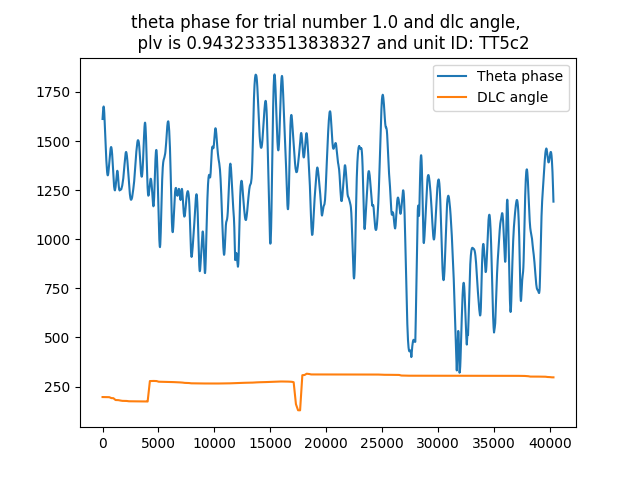 theta phase for trial number 1.0 and dlc angle,
plv is 0.9432333513838327 and unit ID: TT5c2
Theta phase
DLC angle
1750
1500
1250
1000
750
500
250
0 5000 10000 15000 20000 25000 30000 35000 40000